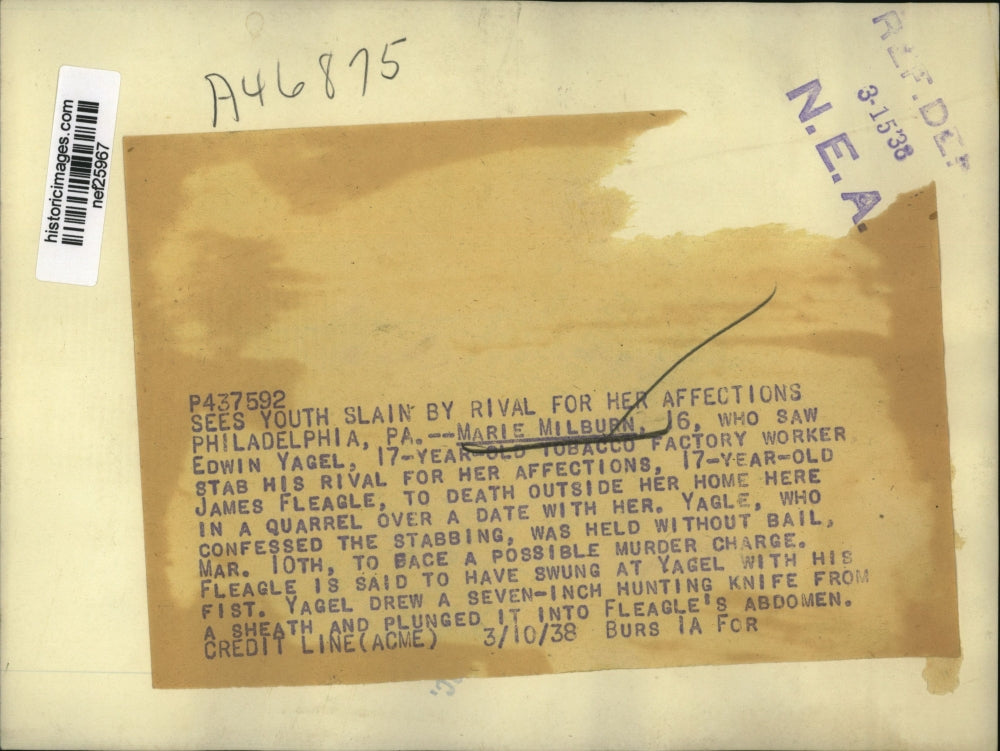 A46875
historicimages.com
nef25967
REF. DEPT
3-15'38
N.E.A.
P437592
SEES YOUTH SLAIN BY RIVAL FOR HER AFFECTIONS
PHILADELPHIA, PA.--MARIE MILBURN, 16, WHO SAW
EDWIN YAGEL, 17-YEAR-OLD TOBACCO FACTORY WORKER
STAB HIS RIVAL FOR HER AFFECTIONS, 17-YEAR-OLD
JAMES FLEAGLE, TO DEATH OUTSIDE HER HOME HERE
IN A QUARREL OVER A DATE WITH HER. YAGLE, WHO
CONFESSED THE STABBING, WAS HELD WITHOUT BAIL,
MAR. 10TH, TO BACE A POSSIBLE MURDER CHARGE.
FLEAGLE IS SAID TO HAVE SWUNG AT YAGEL WITH HIS
FIST. YAGEL DREW A SEVEN-INCH HUNTING KNIFE FROM
A SHEATH AND PLUNGED IT INTO FLEAGLE'S ABDOMEN.
CREDIT LINE(ACME) 3/10/38 BURS 1A FOR